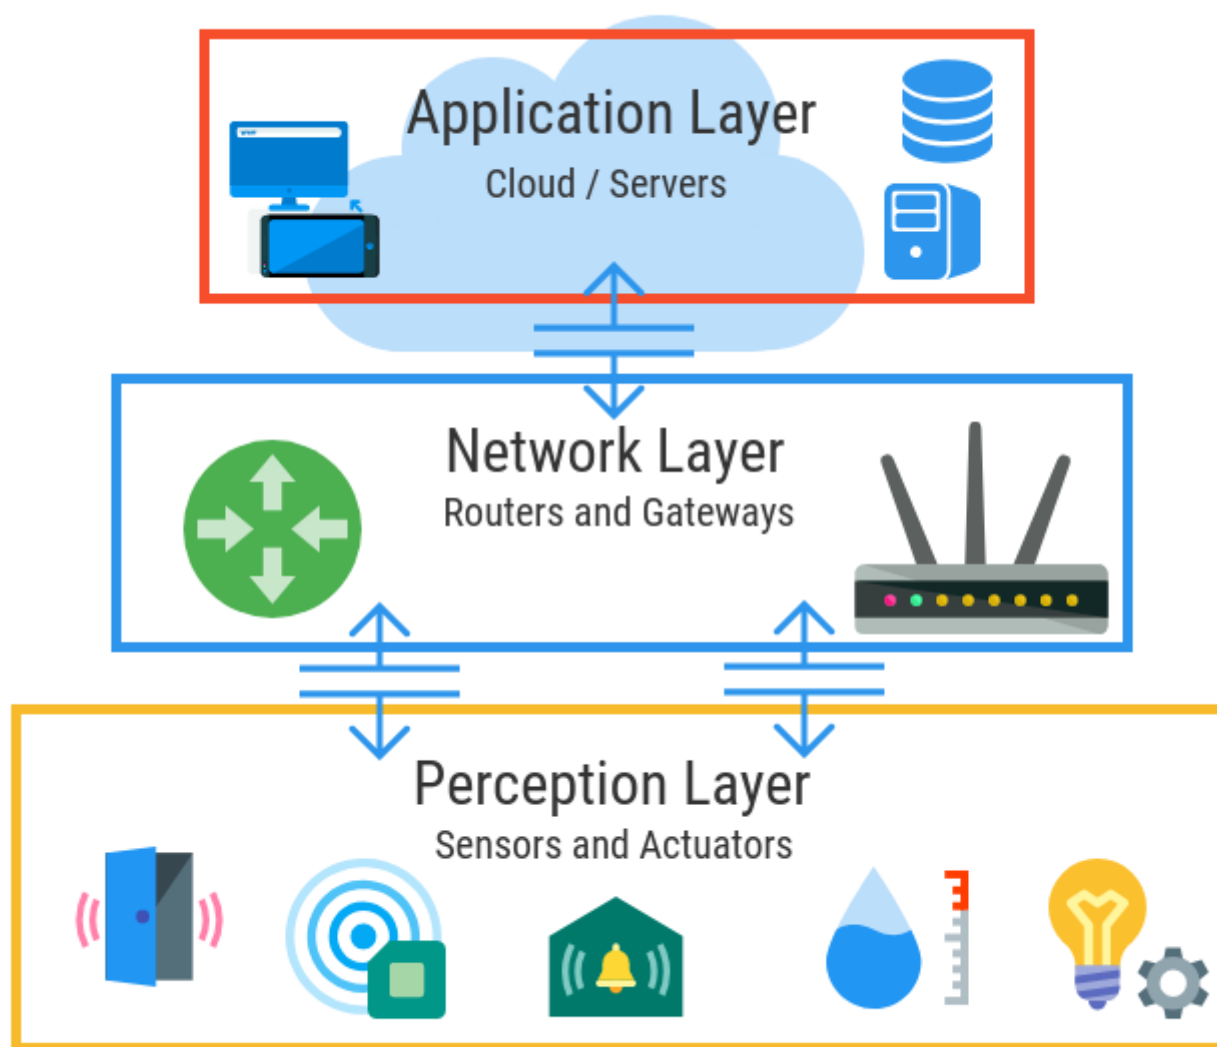 Application Layer
Cloud / Servers
Network Layer
Routers and Gateways
Perception Layer
Sensors and Actuators